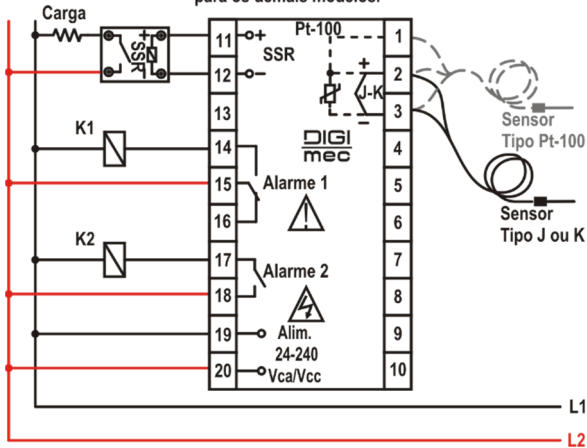 para os demais modelos.
Carga
SSR
+
-
11
+
SSR
12
-
13
K1
14
15
Alarme 1
16
K2
17
Alarme 2
18
19
Alim.
24-240
20
Vca/Vcc
DIGI
mec
Pt-100
+
J-K
-
1
2
3
4
5
6
7
8
9
10
Sensor
Tipo Pt-100
Sensor
Tipo J ou K
L1
L2